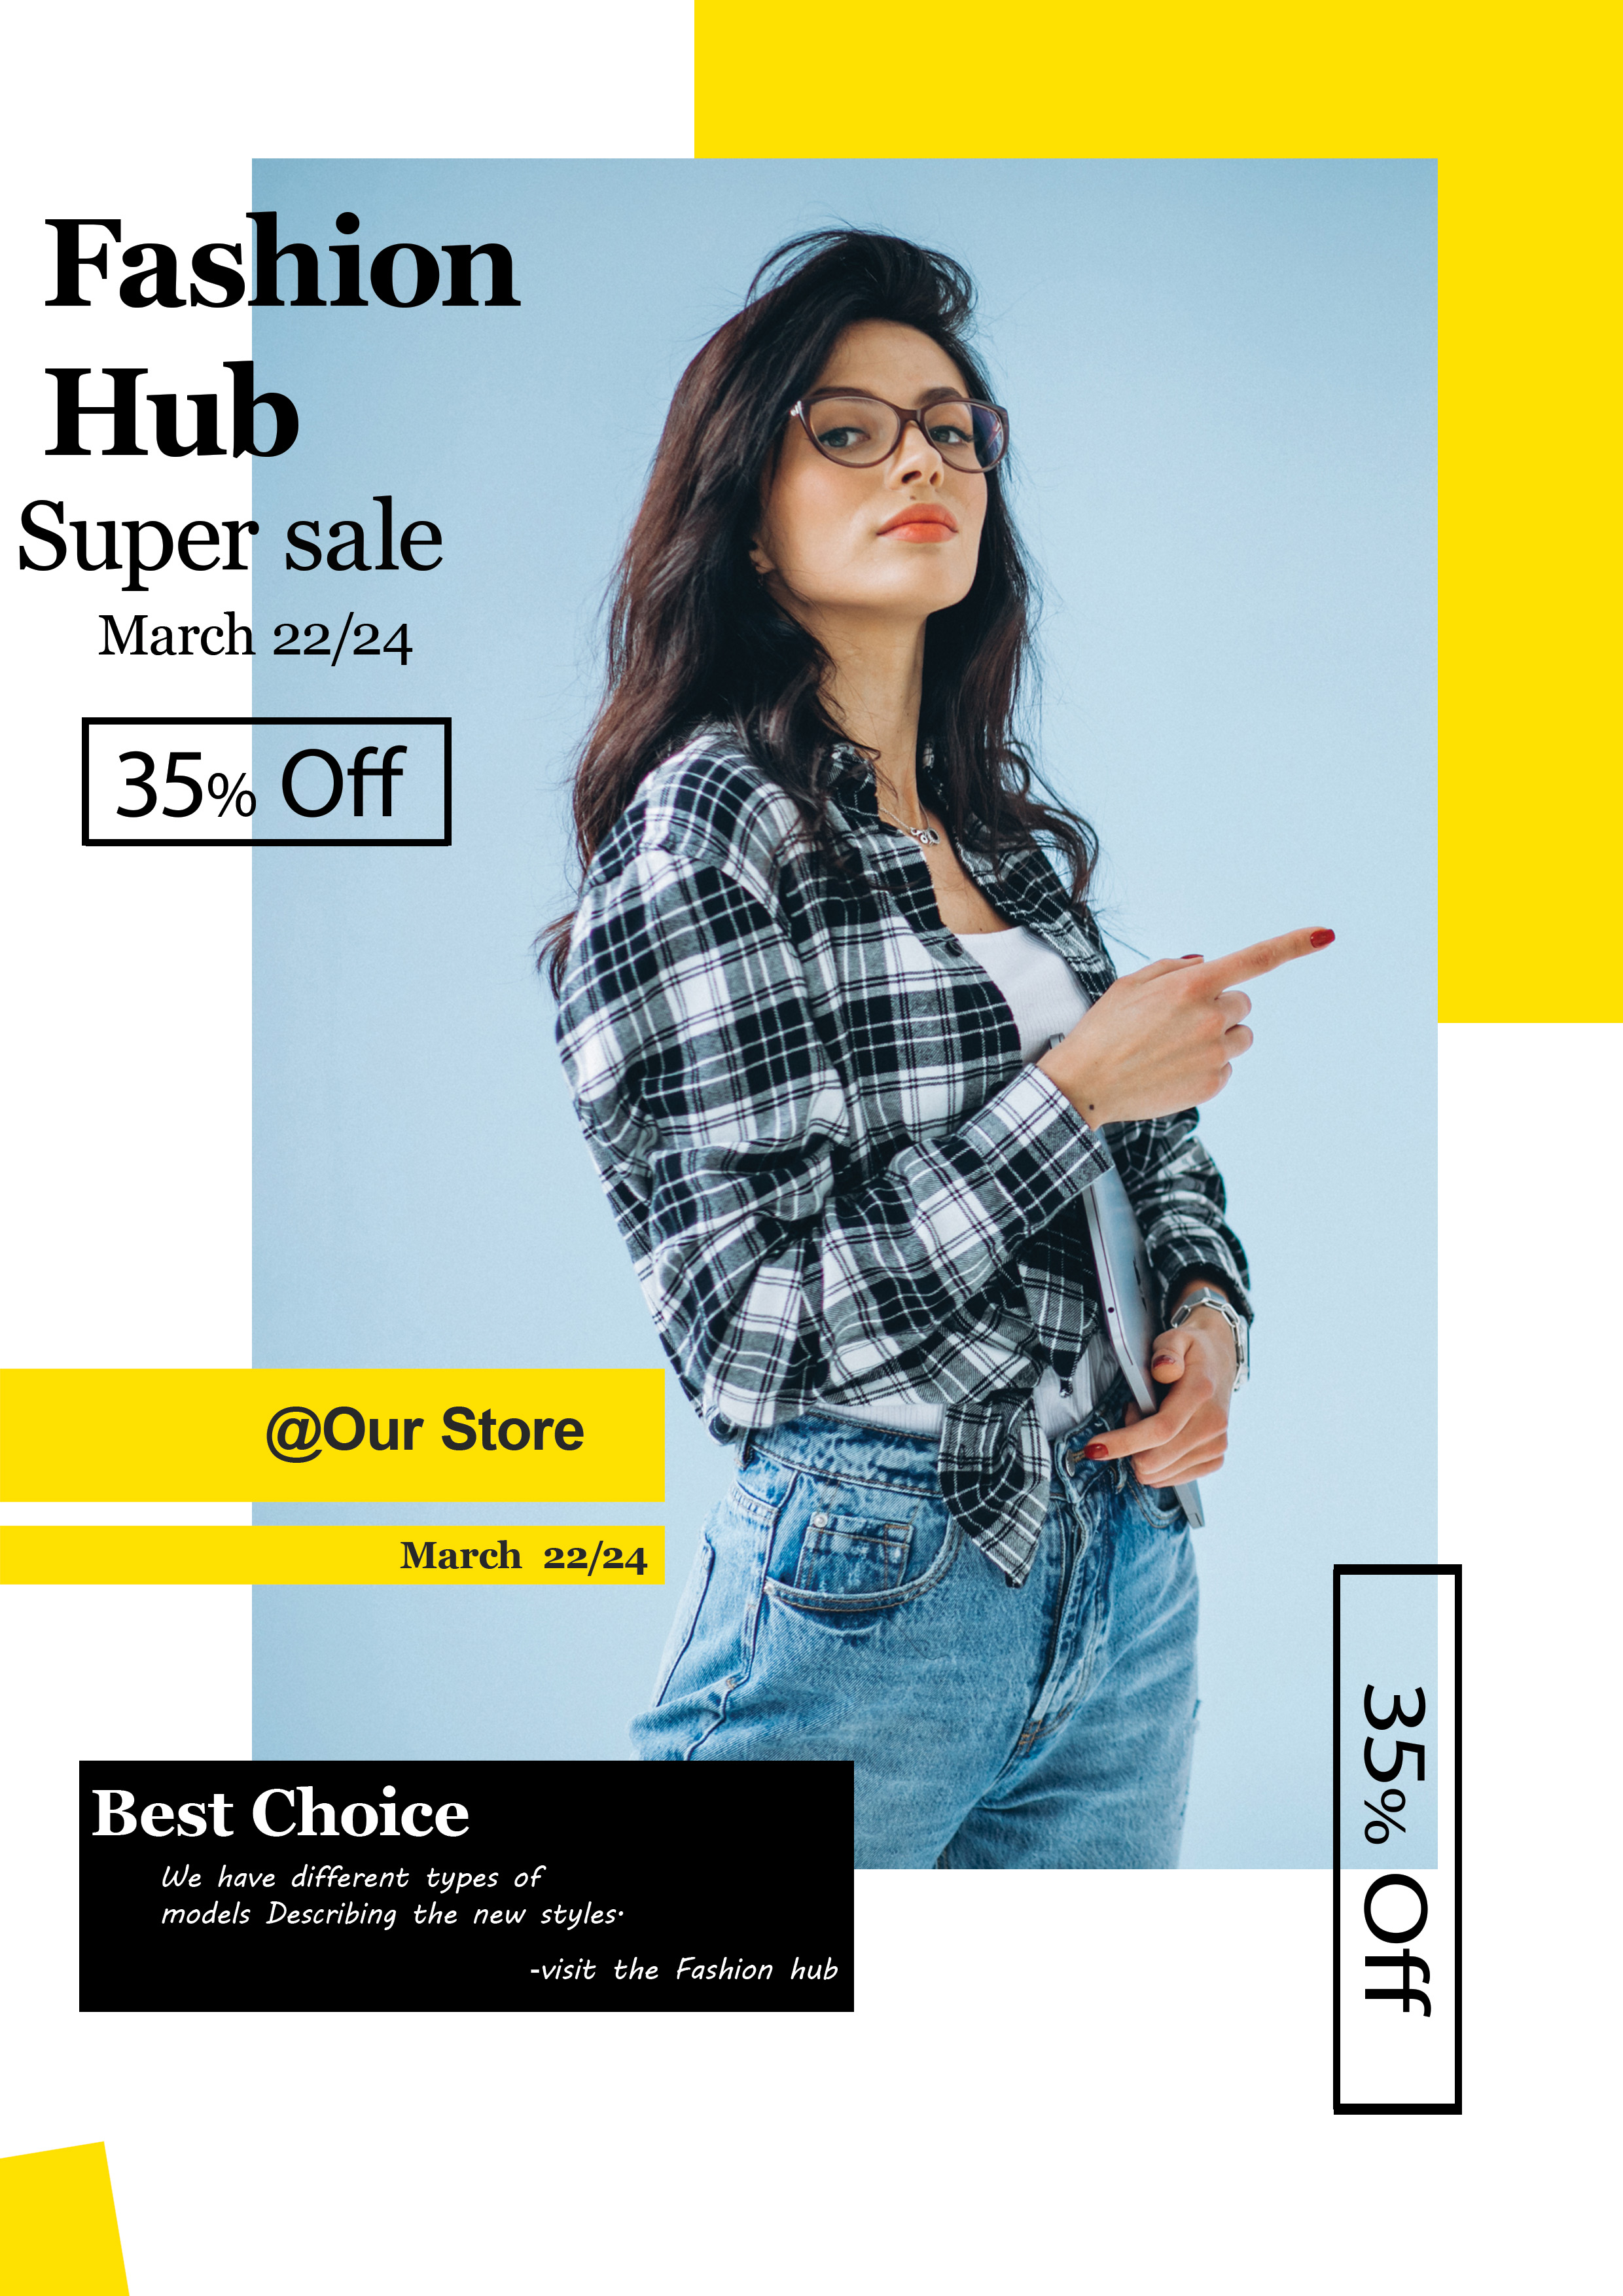 Fashion
Hub
Super sale
March 22/24
35% Off
@Our Store
March 22/24
35% Off
Best Choice
We have different types of
models Describing the new styles.
-visit the Fashion hub